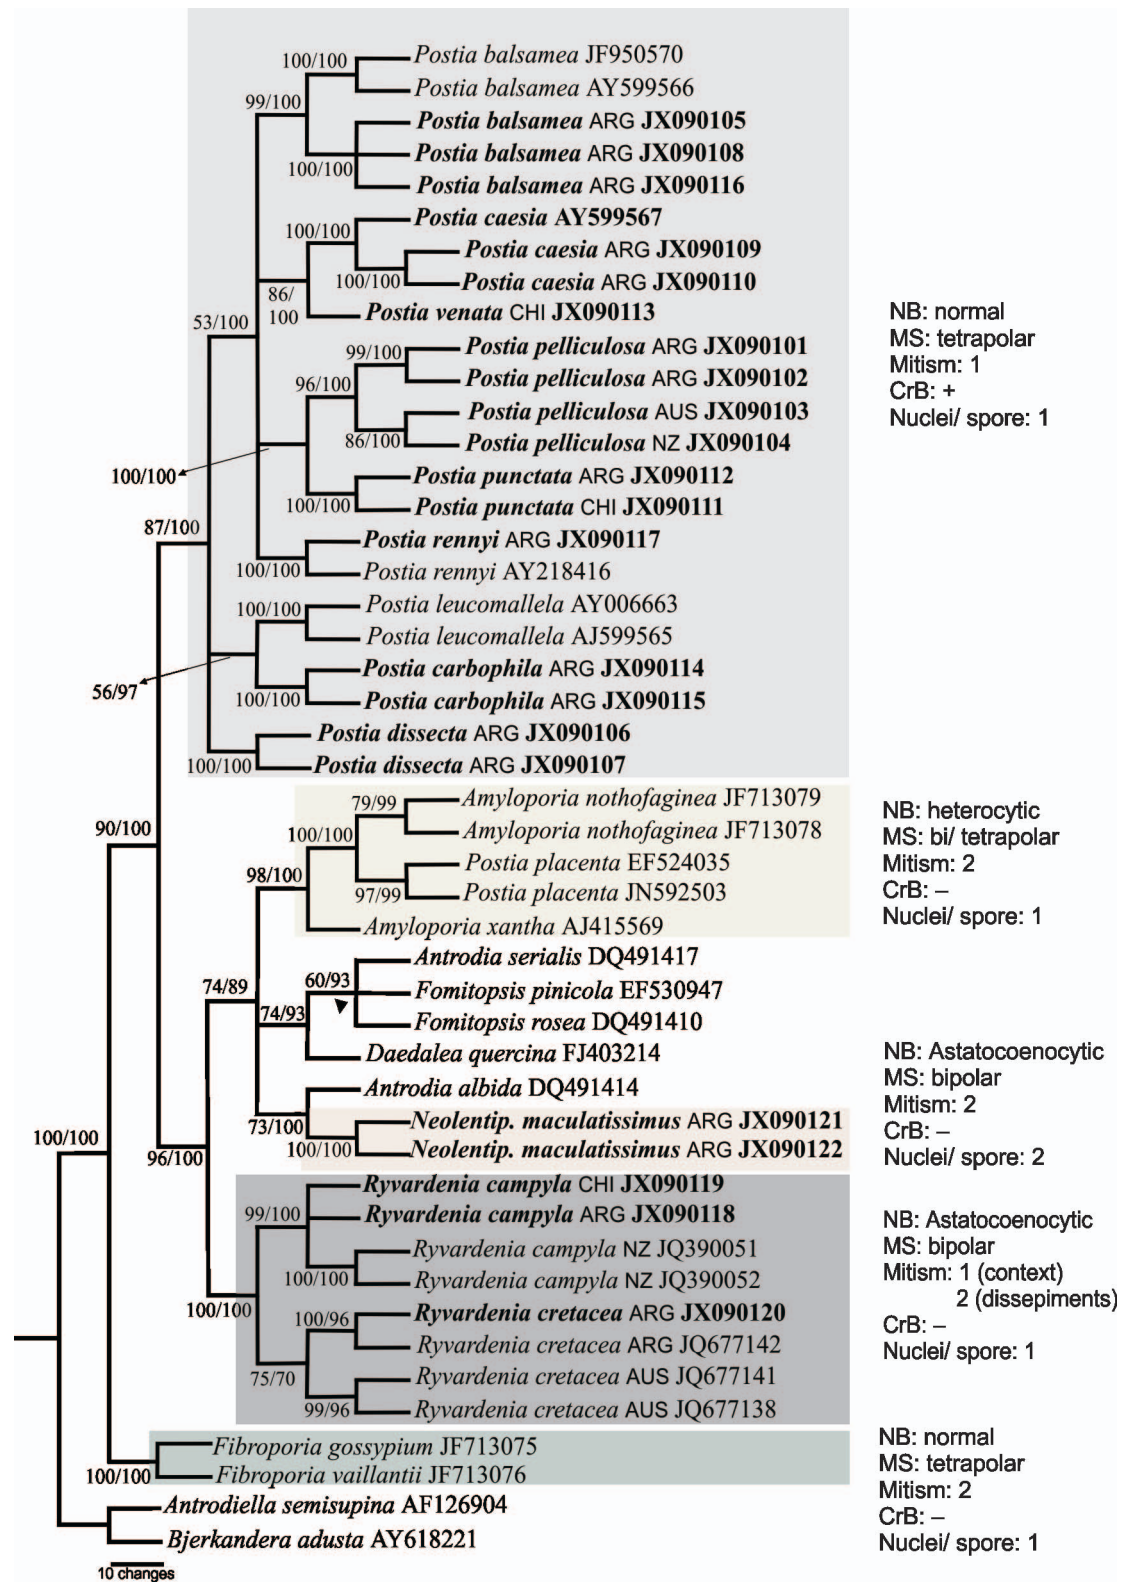 100/100
Postia balsamea JF950570
Postia balsamea AY599566
99/100
Postia balsamea ARG JX090105
Postia balsamea ARG JX090108
100/100
Postia balsamea ARG JX090116
Postia caesia AY599567
100/100
Postia caesia ARG JX090109
100/100
Postia caesia ARG JX090110
86/
100
Postia venata CHI JX090113
53/100
Postia pelliculosa ARG JX090101
99/100
Postia pelliculosa ARG JX090102
96/100
Postia pelliculosa AUS JX090103
86/100
Postia pelliculosa NZ JX090104
100/100
Postia punctata ARG JX090112
100/100
Postia punctata CHI JX090111
87/100
Postia rennyi ARG JX090117
100/100
Postia rennyi AY218416
100/100
Postia leucomallela AY006663
Postia leucomallela AJ599565
Postia carbophila ARG JX090114
56/97
100/100
Postia carbophila ARG JX090115
Postia dissecta ARG JX090106
100/100
Postia dissecta ARG JX090107
NB: normal
MS: tetrapolar
Mitism: 1
CrB: +
Nuclei/ spore: 1
79/99
Amyloporia nothofaginea JF713079
Amyloporia nothofaginea JF713078
100/100
90/100
Postia placenta EF524035
97/99
Postia placenta JN592503
98/100
Amyloporia xantha AJ415569
NB: heterocytic
MS: bi/ tetrapolar
Mitism: 2
CrB: –
Nuclei/ spore: 1
Antrodia serialis DQ491417
60/93
Fomitopsis pinicola EF530947
74/89
74/93
Fomitopsis rosea DQ491410
Daedalea quercina FJ403214
Antrodia albida DQ491414
73/100
Neolentip. maculatissimus ARG JX090121
100/100
Neolentip. maculatissimus ARG JX090122
100/100
96/100
NB: Astatocoenocytic
MS: bipolar
Mitism: 2
CrB: –
Nuclei/ spore: 2
Ryvardenia campyla CHI JX090119
99/100
Ryvardenia campyla ARG JX090118
Ryvardenia campyla NZ JQ390051
100/100
Ryvardenia campyla NZ JQ390052
100/100
100/96
Ryvardenia cretacea ARG JX090120
Ryvardenia cretacea ARG JQ677142
75/70
Ryvardenia cretacea AUS JQ677141
99/96
Ryvardenia cretacea AUS JQ677138
NB: Astatocoenocytic
MS: bipolar
Mitism: 1 (context)
2 (dissepiments)
CrB: –
Nuclei/ spore: 1
Fibroporia gossypium JF713075
100/100
Fibroporia vaillantii JF713076
Antrodiella semisupina AF126904
Bjerkandera adusta AY618221
NB: normal
MS: tetrapolar
Mitism: 2
CrB: –
Nuclei/ spore: 1
10 changes